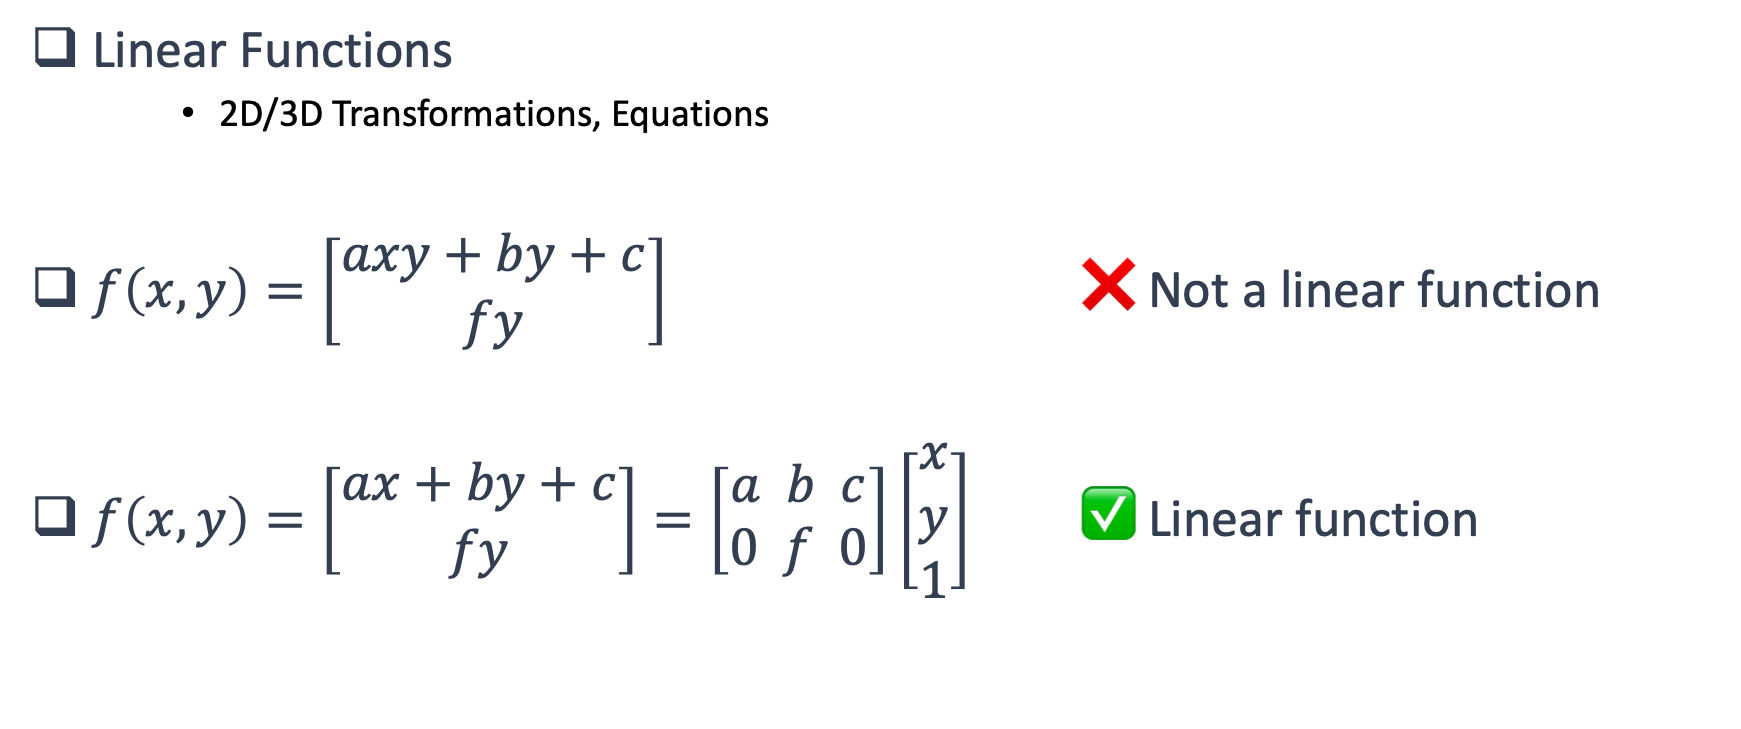 ❑ Linear Functions
• 2D/3D Transformations, Equations
❑ f(x, y) = [axy + by + c; fy] ❌ Not a linear function
❑ f(x, y) = [ax + by + c; fy] = [a b c; 0 f 0] [x; y; 1] ✅ Linear function